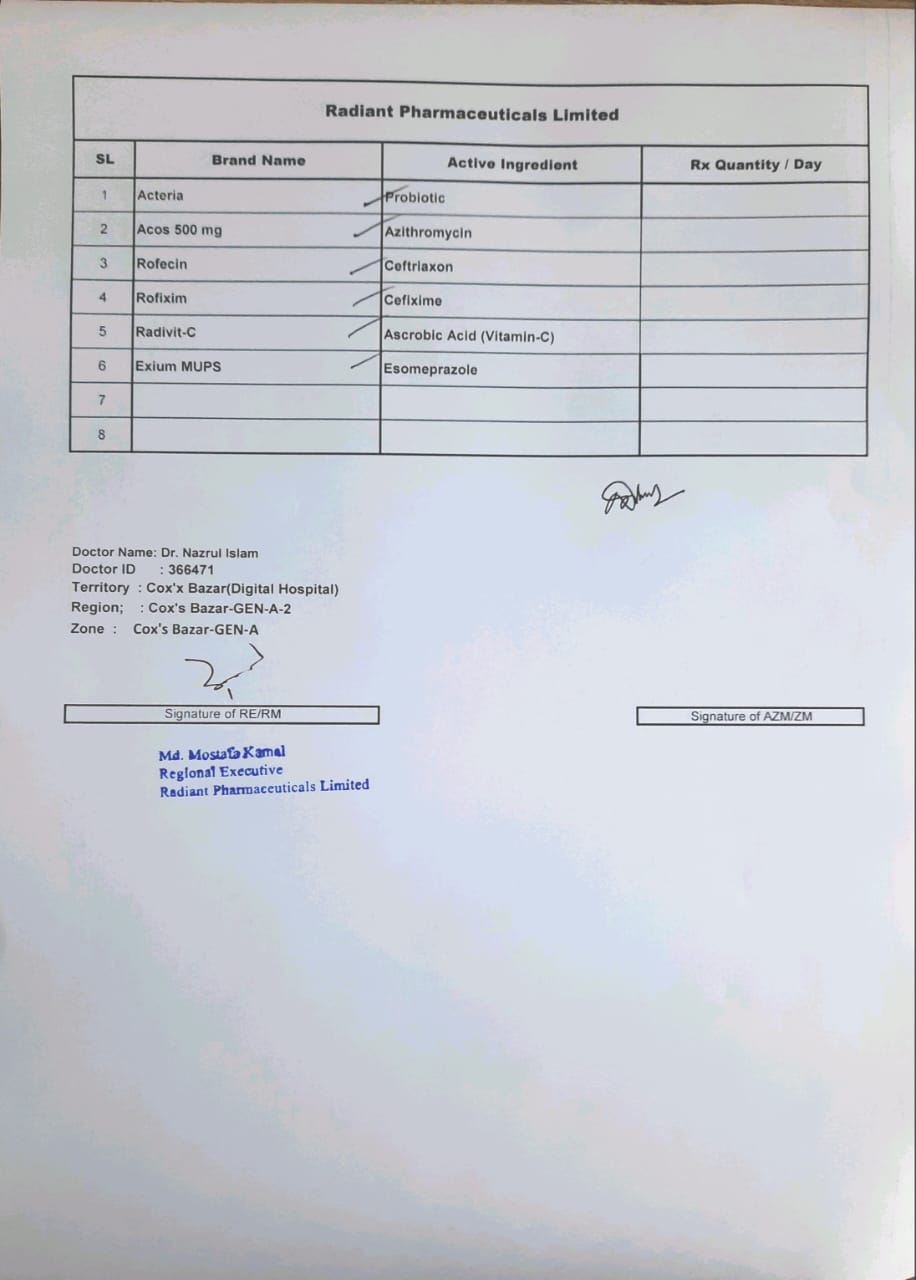 Radiant Pharmaceuticals Limited
SL Brand Name Active Ingredient Rx Quantity / Day
1 Acteria Probiotic
2 Acos 500 mg Azithromycin
3 Rofecin Ceftriaxon
4 Rofixim Cefixime
5 Radivit-C Ascrobic Acid (Vitamin-C)
6 Exium MUPS Esomeprazole
7
8
Doctor Name: Dr. Nazrul Islam
Doctor ID : 366471
Territory : Cox'x Bazar(Digital Hospital)
Region; : Cox's Bazar-GEN-A-2
Zone : Cox's Bazar-GEN-A
Signature of RE/RM Signature of AZM/ZM
Md. Mostafa Kamal
Regional Executive
Radiant Pharmaceuticals Limited